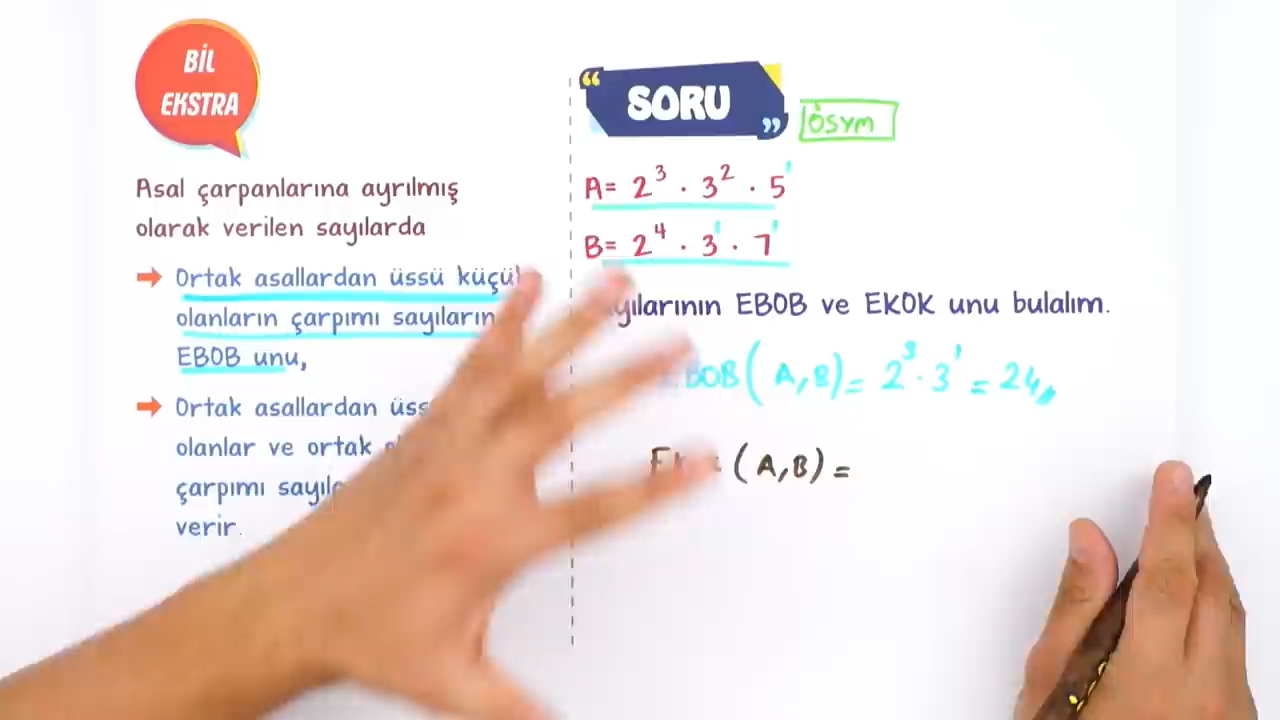 BİL
EKSTRA
Asal çarpanlarına ayrılmış
olarak verilen sayılarda
Ortak asallardan üssü
olanların çarpımı
EBOB unu,
Ortak asallardan
olanlar ve ortak
çarpımı
verir.
“ SORU ”
ÖSYM
A= 2³ · 3² · 5¹
B= 2⁴ · 3¹ · 7¹
EBOB ve EKOK unu bulalım.
EBOB(A,B)= 2³·3¹ = 24
(A,B)=